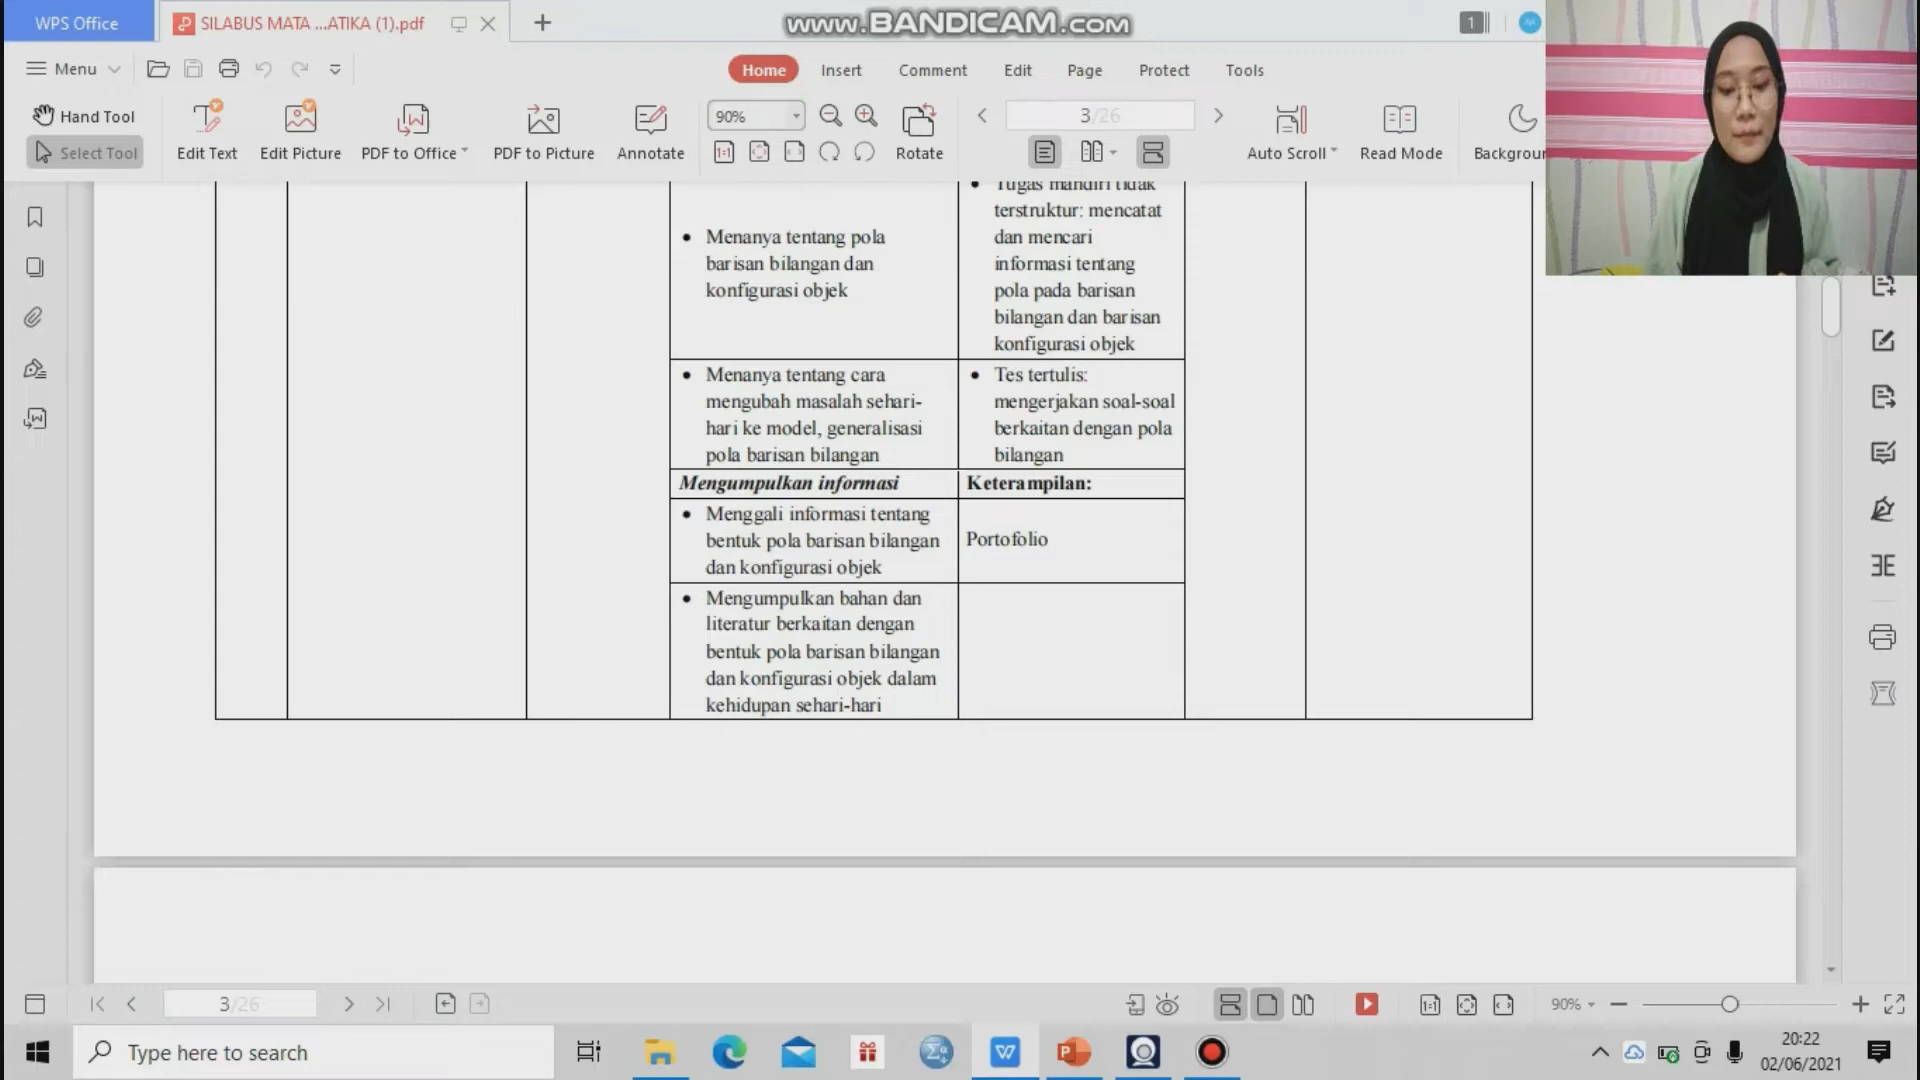 WPS Office
SILABUS MATA ...ATIKA (1).pdf
www.BANDICAM.com
1
Menu
Home
Insert
Comment
Edit
Page
Protect
Tools
Hand Tool
Select Tool
Edit Text
Edit Picture
PDF to Office
PDF to Picture
Annotate
90%
Rotate
3/26
Auto Scroll
Read Mode
Backgroun
• Menanya tentang pola
barisan bilangan dan
konfigurasi objek
• Tugas mandiri tidak
terstruktur: mencatat
dan mencari
informasi tentang
pola pada barisan
bilangan dan barisan
konfigurasi objek
• Menanya tentang cara
mengubah masalah sehari-
hari ke model, generalisasi
pola barisan bilangan
• Tes tertulis:
mengerjakan soal-soal
berkaitan dengan pola
bilangan
Mengumpulkan informasi
Keterampilan:
• Menggali informasi tentang
bentuk pola barisan bilangan
dan konfigurasi objek
Portofolio
• Mengumpulkan bahan dan
literatur berkaitan dengan
bentuk pola barisan bilangan
dan konfigurasi objek dalam
kehidupan sehari-hari
3/26
90%
Type here to search
20:22
02/06/2021